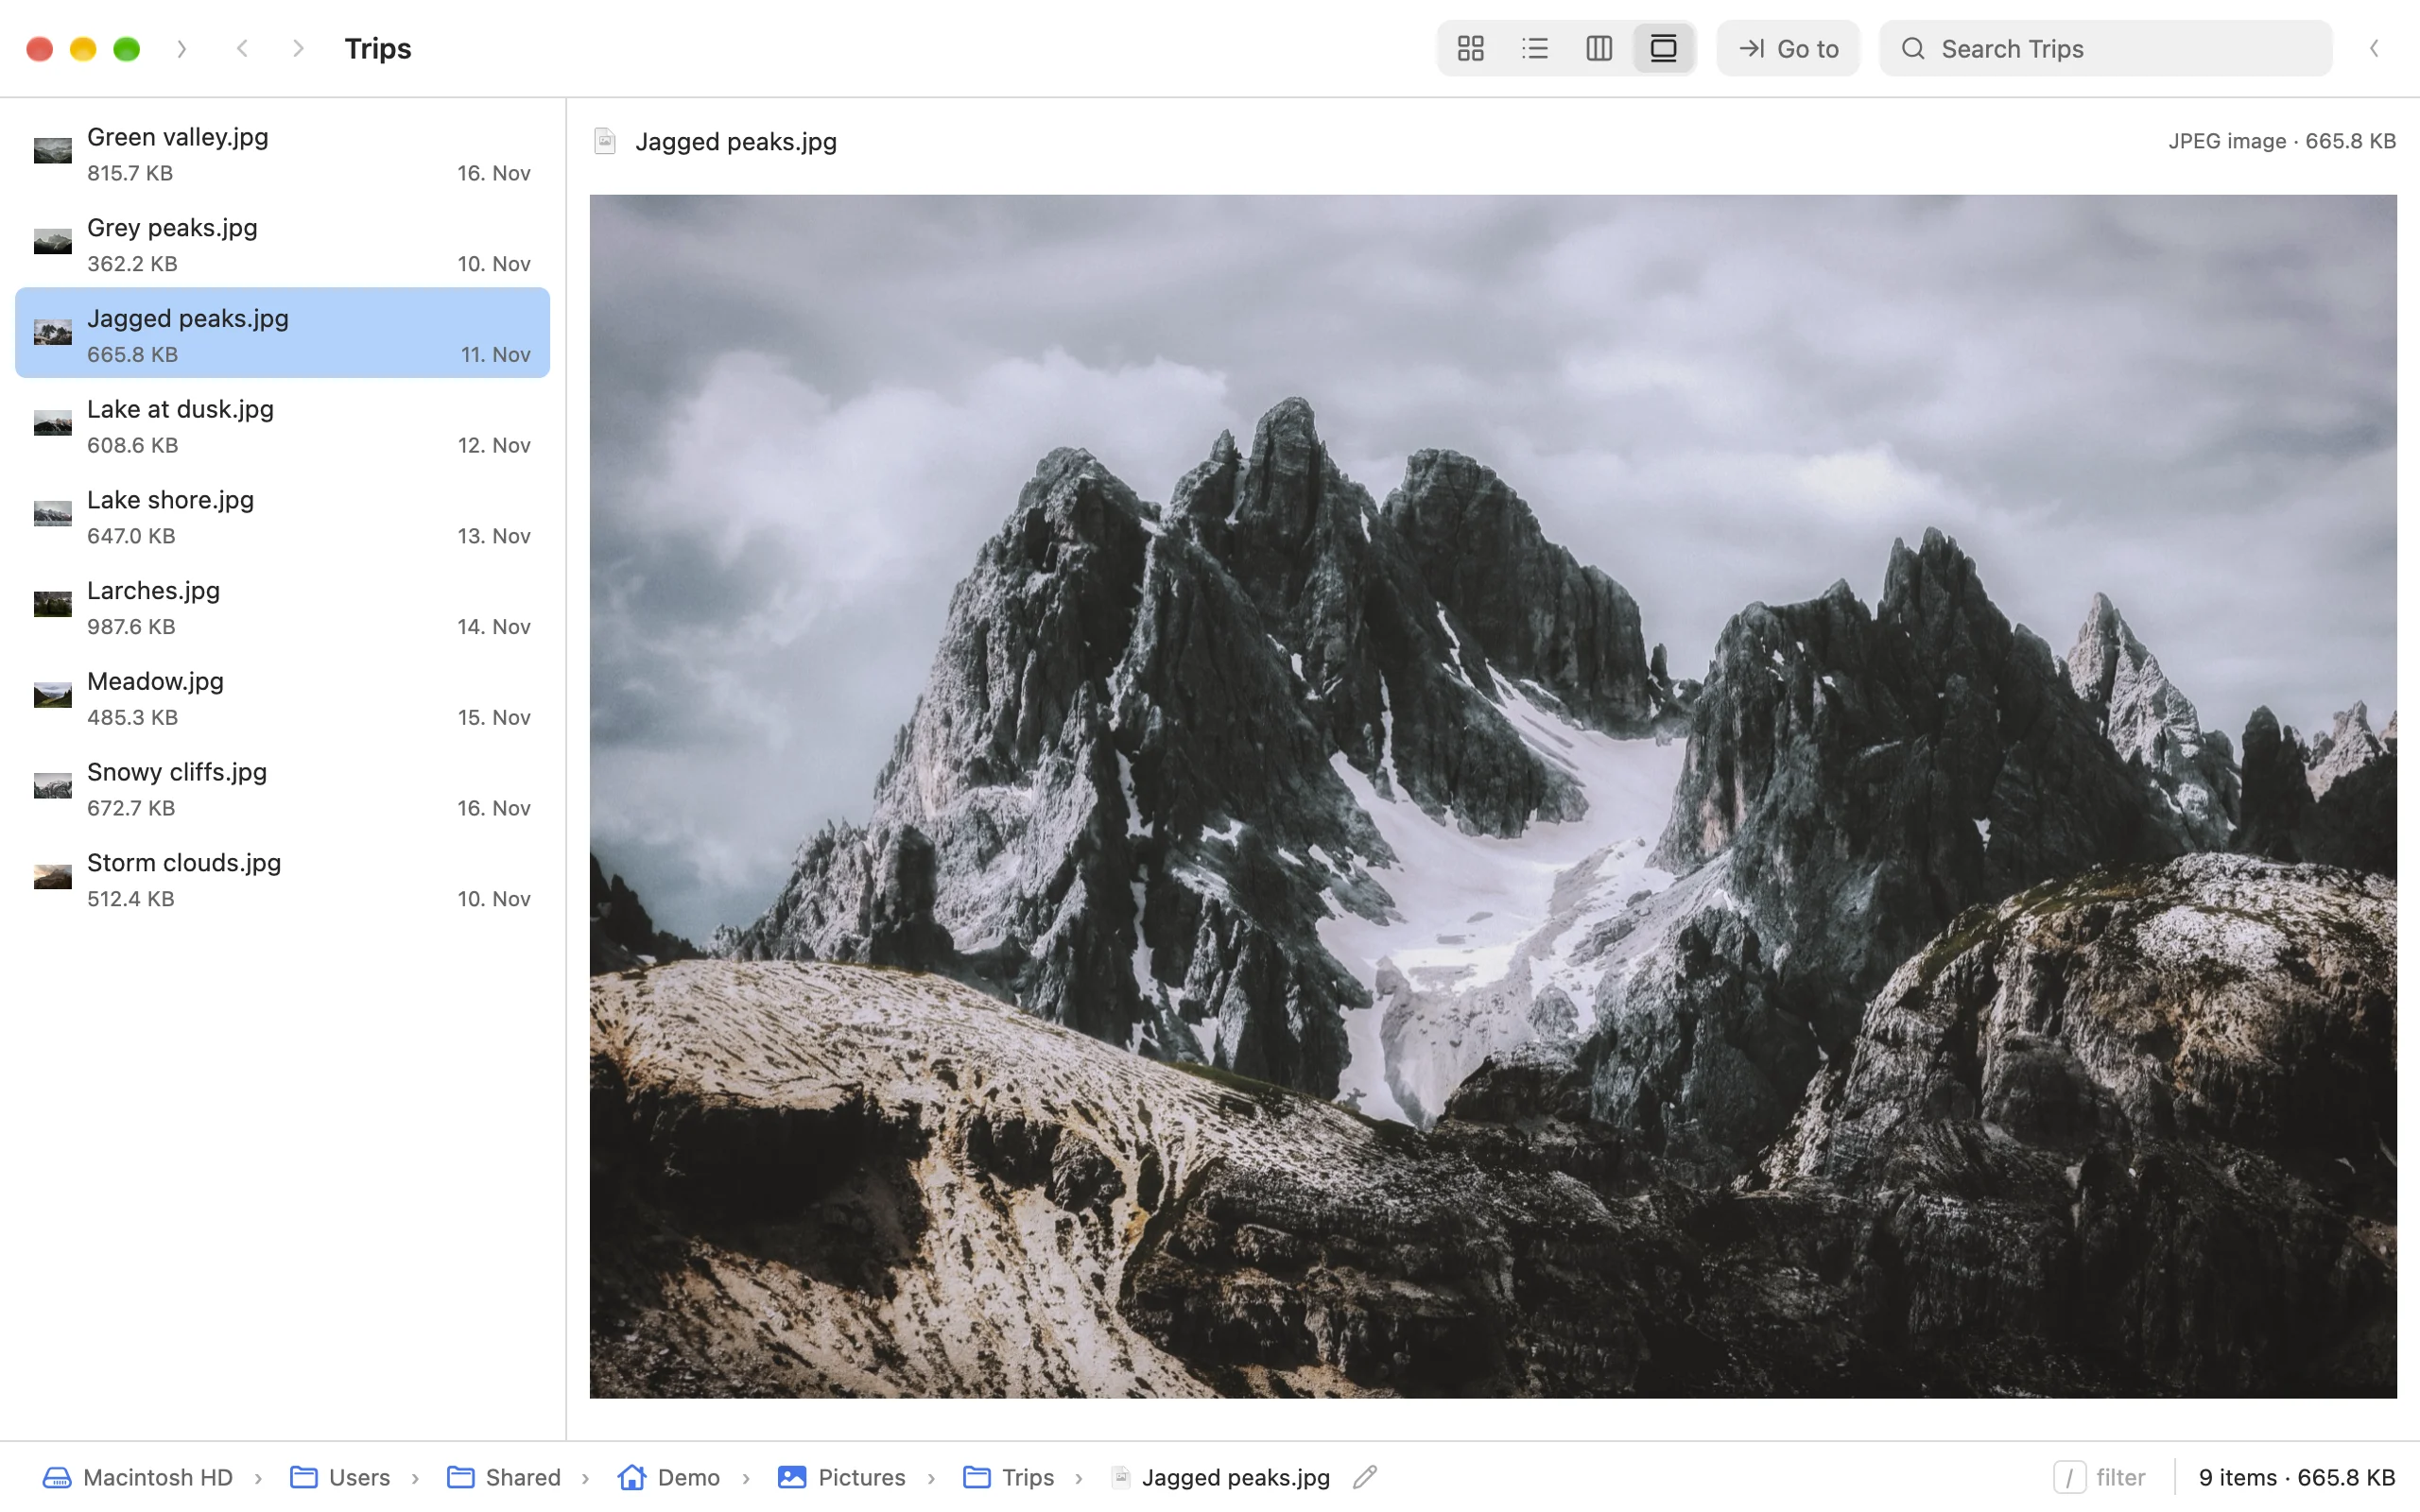 Trips
Go to
Search Trips
Green valley.jpg
815.7 KB 16. Nov
Grey peaks.jpg
362.2 KB 10. Nov
Jagged peaks.jpg
665.8 KB 11. Nov
Lake at dusk.jpg
608.6 KB 12. Nov
Lake shore.jpg
647.0 KB 13. Nov
Larches.jpg
987.6 KB 14. Nov
Meadow.jpg
485.3 KB 15. Nov
Snowy cliffs.jpg
672.7 KB 16. Nov
Storm clouds.jpg
512.4 KB 10. Nov
Jagged peaks.jpg
JPEG image · 665.8 KB
Macintosh HD › Users › Shared › Demo › Pictures › Trips › Jagged peaks.jpg
/ filter
9 items · 665.8 KB